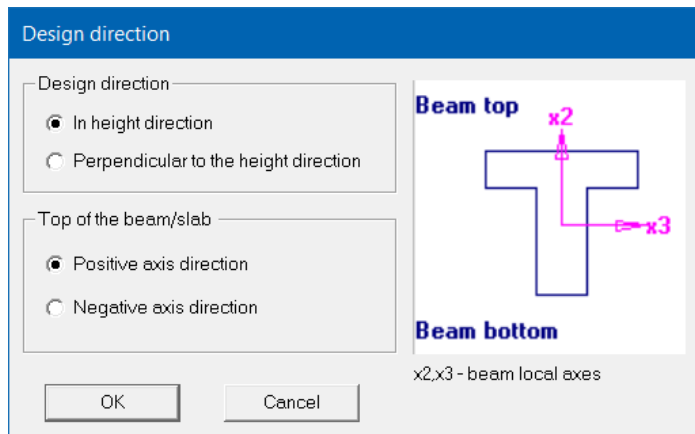 Design direction
Design direction
In height direction
Perpendicular to the height direction
Top of the beam/slab
Positive axis direction
Negative axis direction
Beam top
x2
x3
Beam bottom
x2,x3 - beam local axes
OK
Cancel